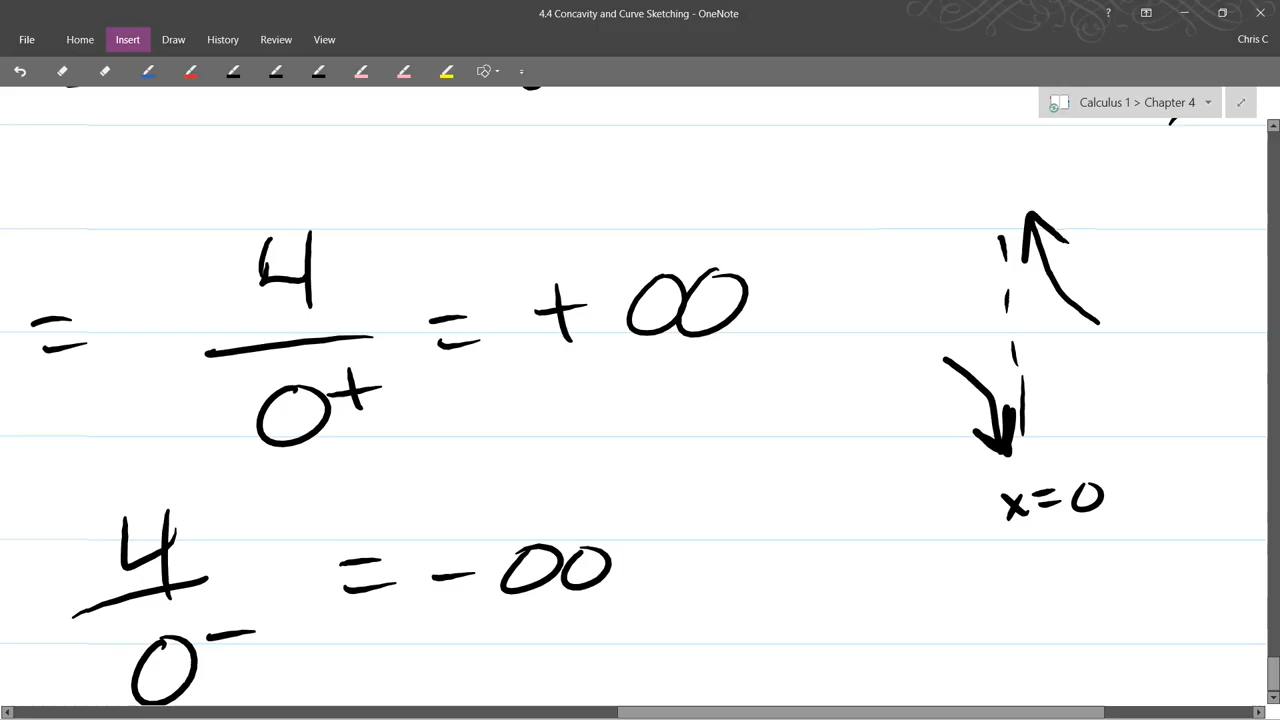 4.4 Concavity and Curve Sketching - OneNote
?
File Home Insert Draw History Review View
Chris C
Calculus 1 > Chapter 4
= 4 / 0⁺ = + ∞
x = 0
4 / 0⁻ = - ∞